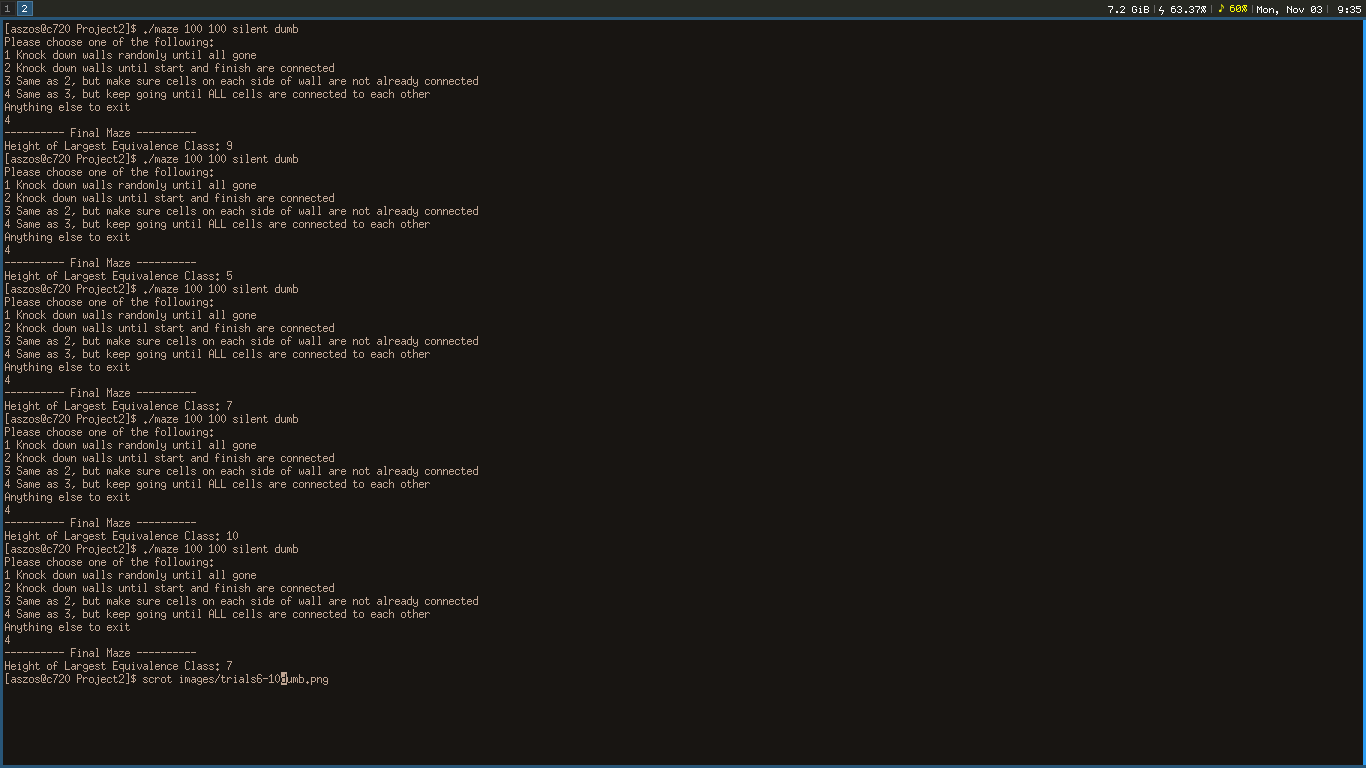 1 2 7.2 GiB| ϟ 63.37%| ♪ 60%|Mon, Nov 03| 9:35
[aszos@c720 Project2]$ ./maze 100 100 silent dumb
Please choose one of the following:
1 Knock down walls randomly until all gone
2 Knock down walls until start and finish are connected
3 Same as 2, but make sure cells on each side of wall are not already connected
4 Same as 3, but keep going until ALL cells are connected to each other
Anything else to exit
4
---------- Final Maze ----------
Height of Largest Equivalence Class: 9
[aszos@c720 Project2]$ ./maze 100 100 silent dumb
Please choose one of the following:
1 Knock down walls randomly until all gone
2 Knock down walls until start and finish are connected
3 Same as 2, but make sure cells on each side of wall are not already connected
4 Same as 3, but keep going until ALL cells are connected to each other
Anything else to exit
4
---------- Final Maze ----------
Height of Largest Equivalence Class: 5
[aszos@c720 Project2]$ ./maze 100 100 silent dumb
Please choose one of the following:
1 Knock down walls randomly until all gone
2 Knock down walls until start and finish are connected
3 Same as 2, but make sure cells on each side of wall are not already connected
4 Same as 3, but keep going until ALL cells are connected to each other
Anything else to exit
4
---------- Final Maze ----------
Height of Largest Equivalence Class: 7
[aszos@c720 Project2]$ ./maze 100 100 silent dumb
Please choose one of the following:
1 Knock down walls randomly until all gone
2 Knock down walls until start and finish are connected
3 Same as 2, but make sure cells on each side of wall are not already connected
4 Same as 3, but keep going until ALL cells are connected to each other
Anything else to exit
4
---------- Final Maze ----------
Height of Largest Equivalence Class: 10
[aszos@c720 Project2]$ ./maze 100 100 silent dumb
Please choose one of the following:
1 Knock down walls randomly until all gone
2 Knock down walls until start and finish are connected
3 Same as 2, but make sure cells on each side of wall are not already connected
4 Same as 3, but keep going until ALL cells are connected to each other
Anything else to exit
4
---------- Final Maze ----------
Height of Largest Equivalence Class: 7
[aszos@c720 Project2]$ scrot images/trials6-10dumb.png